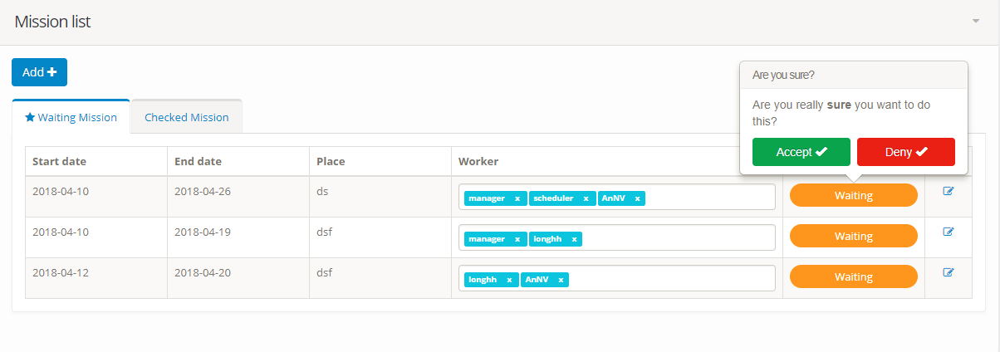 Mission list
Add
Are you sure?
Are you really sure you want to do
this?
Accept Deny
Waiting Mission Checked Mission
Start date End date Place Worker
2018-04-10 2018-04-26 ds manager x scheduler x AnNV x Waiting
2018-04-10 2018-04-19 dsf manager x longhh x Waiting
2018-04-12 2018-04-20 dsf longhh x AnNV x Waiting